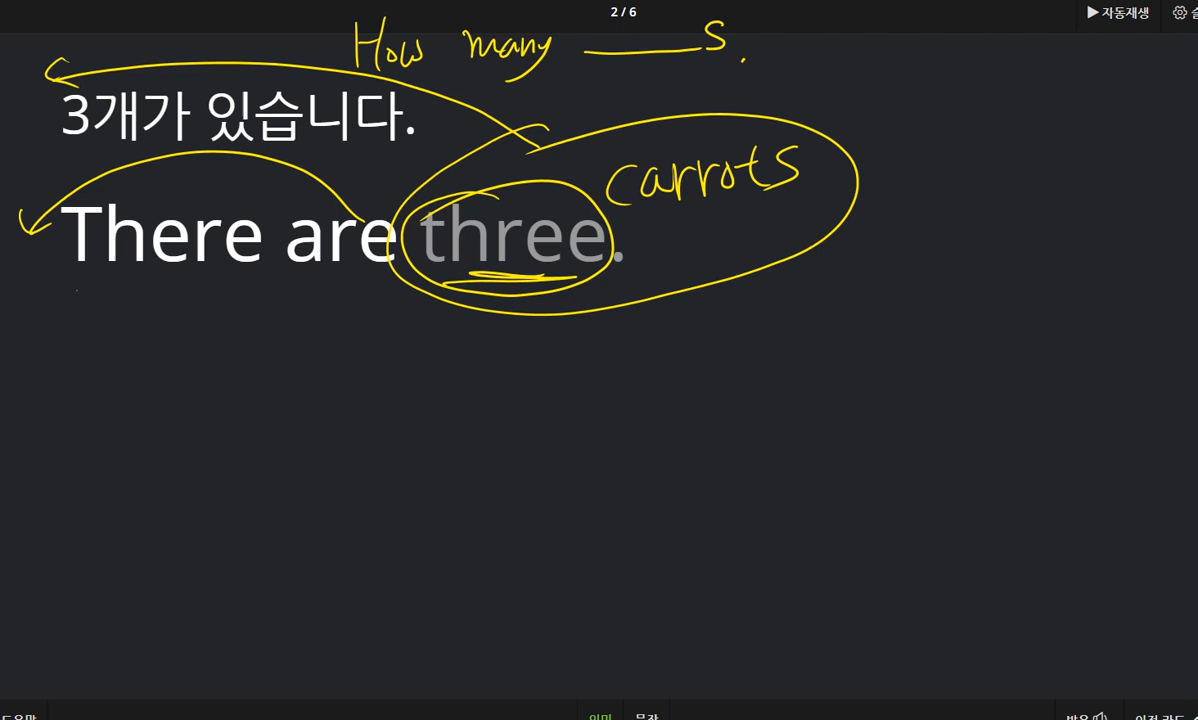 2 / 6
▶ 자동재생
How many ____s.
3개가 있습니다.
carrots
There are three.